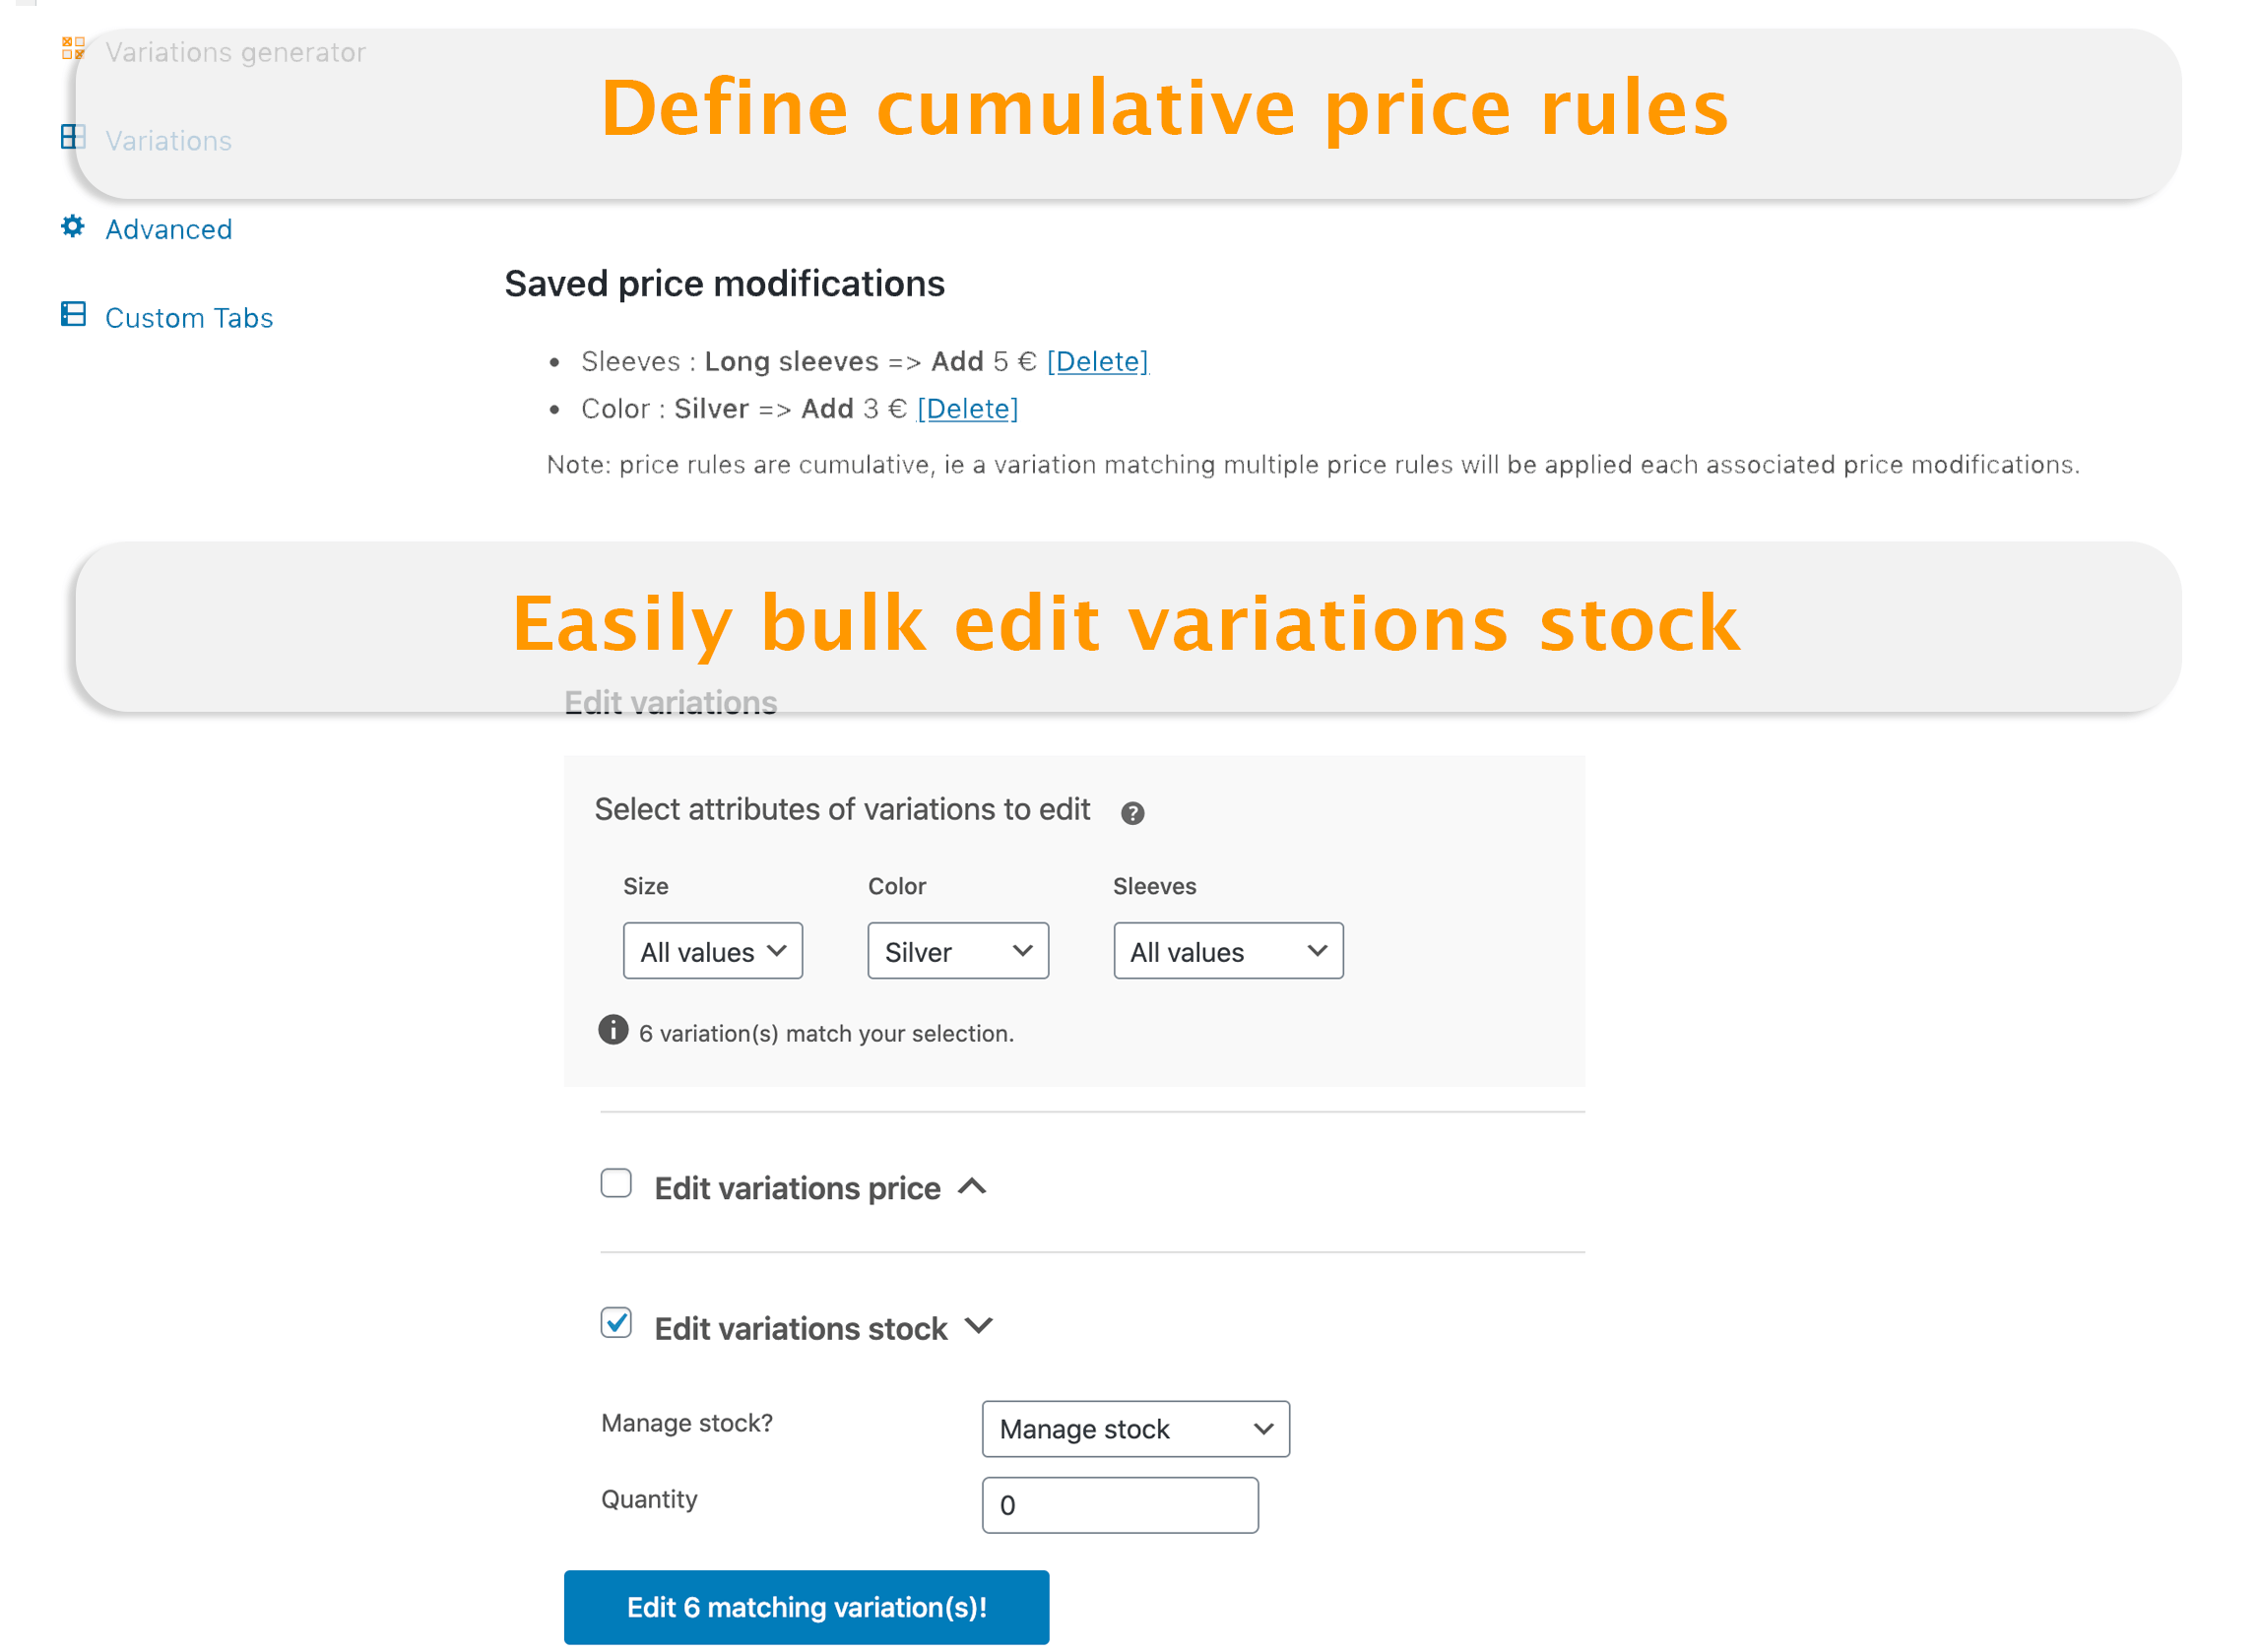 Variations generator
Define cumulative price rules
Variations
Advanced
Custom Tabs
Saved price modifications
• Sleeves : Long sleeves => Add 5 € [Delete]
• Color : Silver => Add 3 € [Delete]
Note: price rules are cumulative, ie a variation matching multiple price rules will be applied each associated price modifications.
Easily bulk edit variations stock
Edit variations
Select attributes of variations to edit ?
Size Color Sleeves
All values Silver All values
6 variation(s) match your selection.
Edit variations price
Edit variations stock
Manage stock? Manage stock
Quantity 0
Edit 6 matching variation(s)!